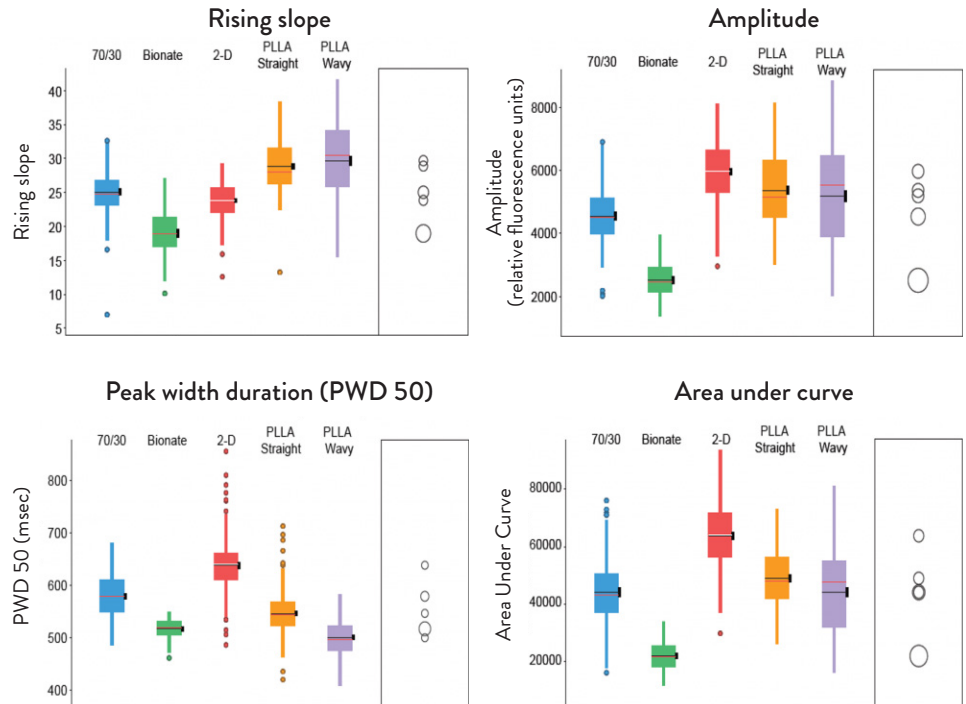 Rising slope
70/30 Bionate 2-D PLLA Straight PLLA Wavy
Rising slope
40
35
30
25
20
15
10
5
Amplitude
70/30 Bionate 2-D PLLA Straight PLLA Wavy
Amplitude
(relative fluorescence units)
8000
6000
4000
2000
Peak width duration (PWD 50)
70/30 Bionate 2-D PLLA Straight PLLA Wavy
PWD 50 (msec)
800
700
600
500
400
Area under curve
70/30 Bionate 2-D PLLA Straight PLLA Wavy
Area Under Curve
80000
60000
40000
20000